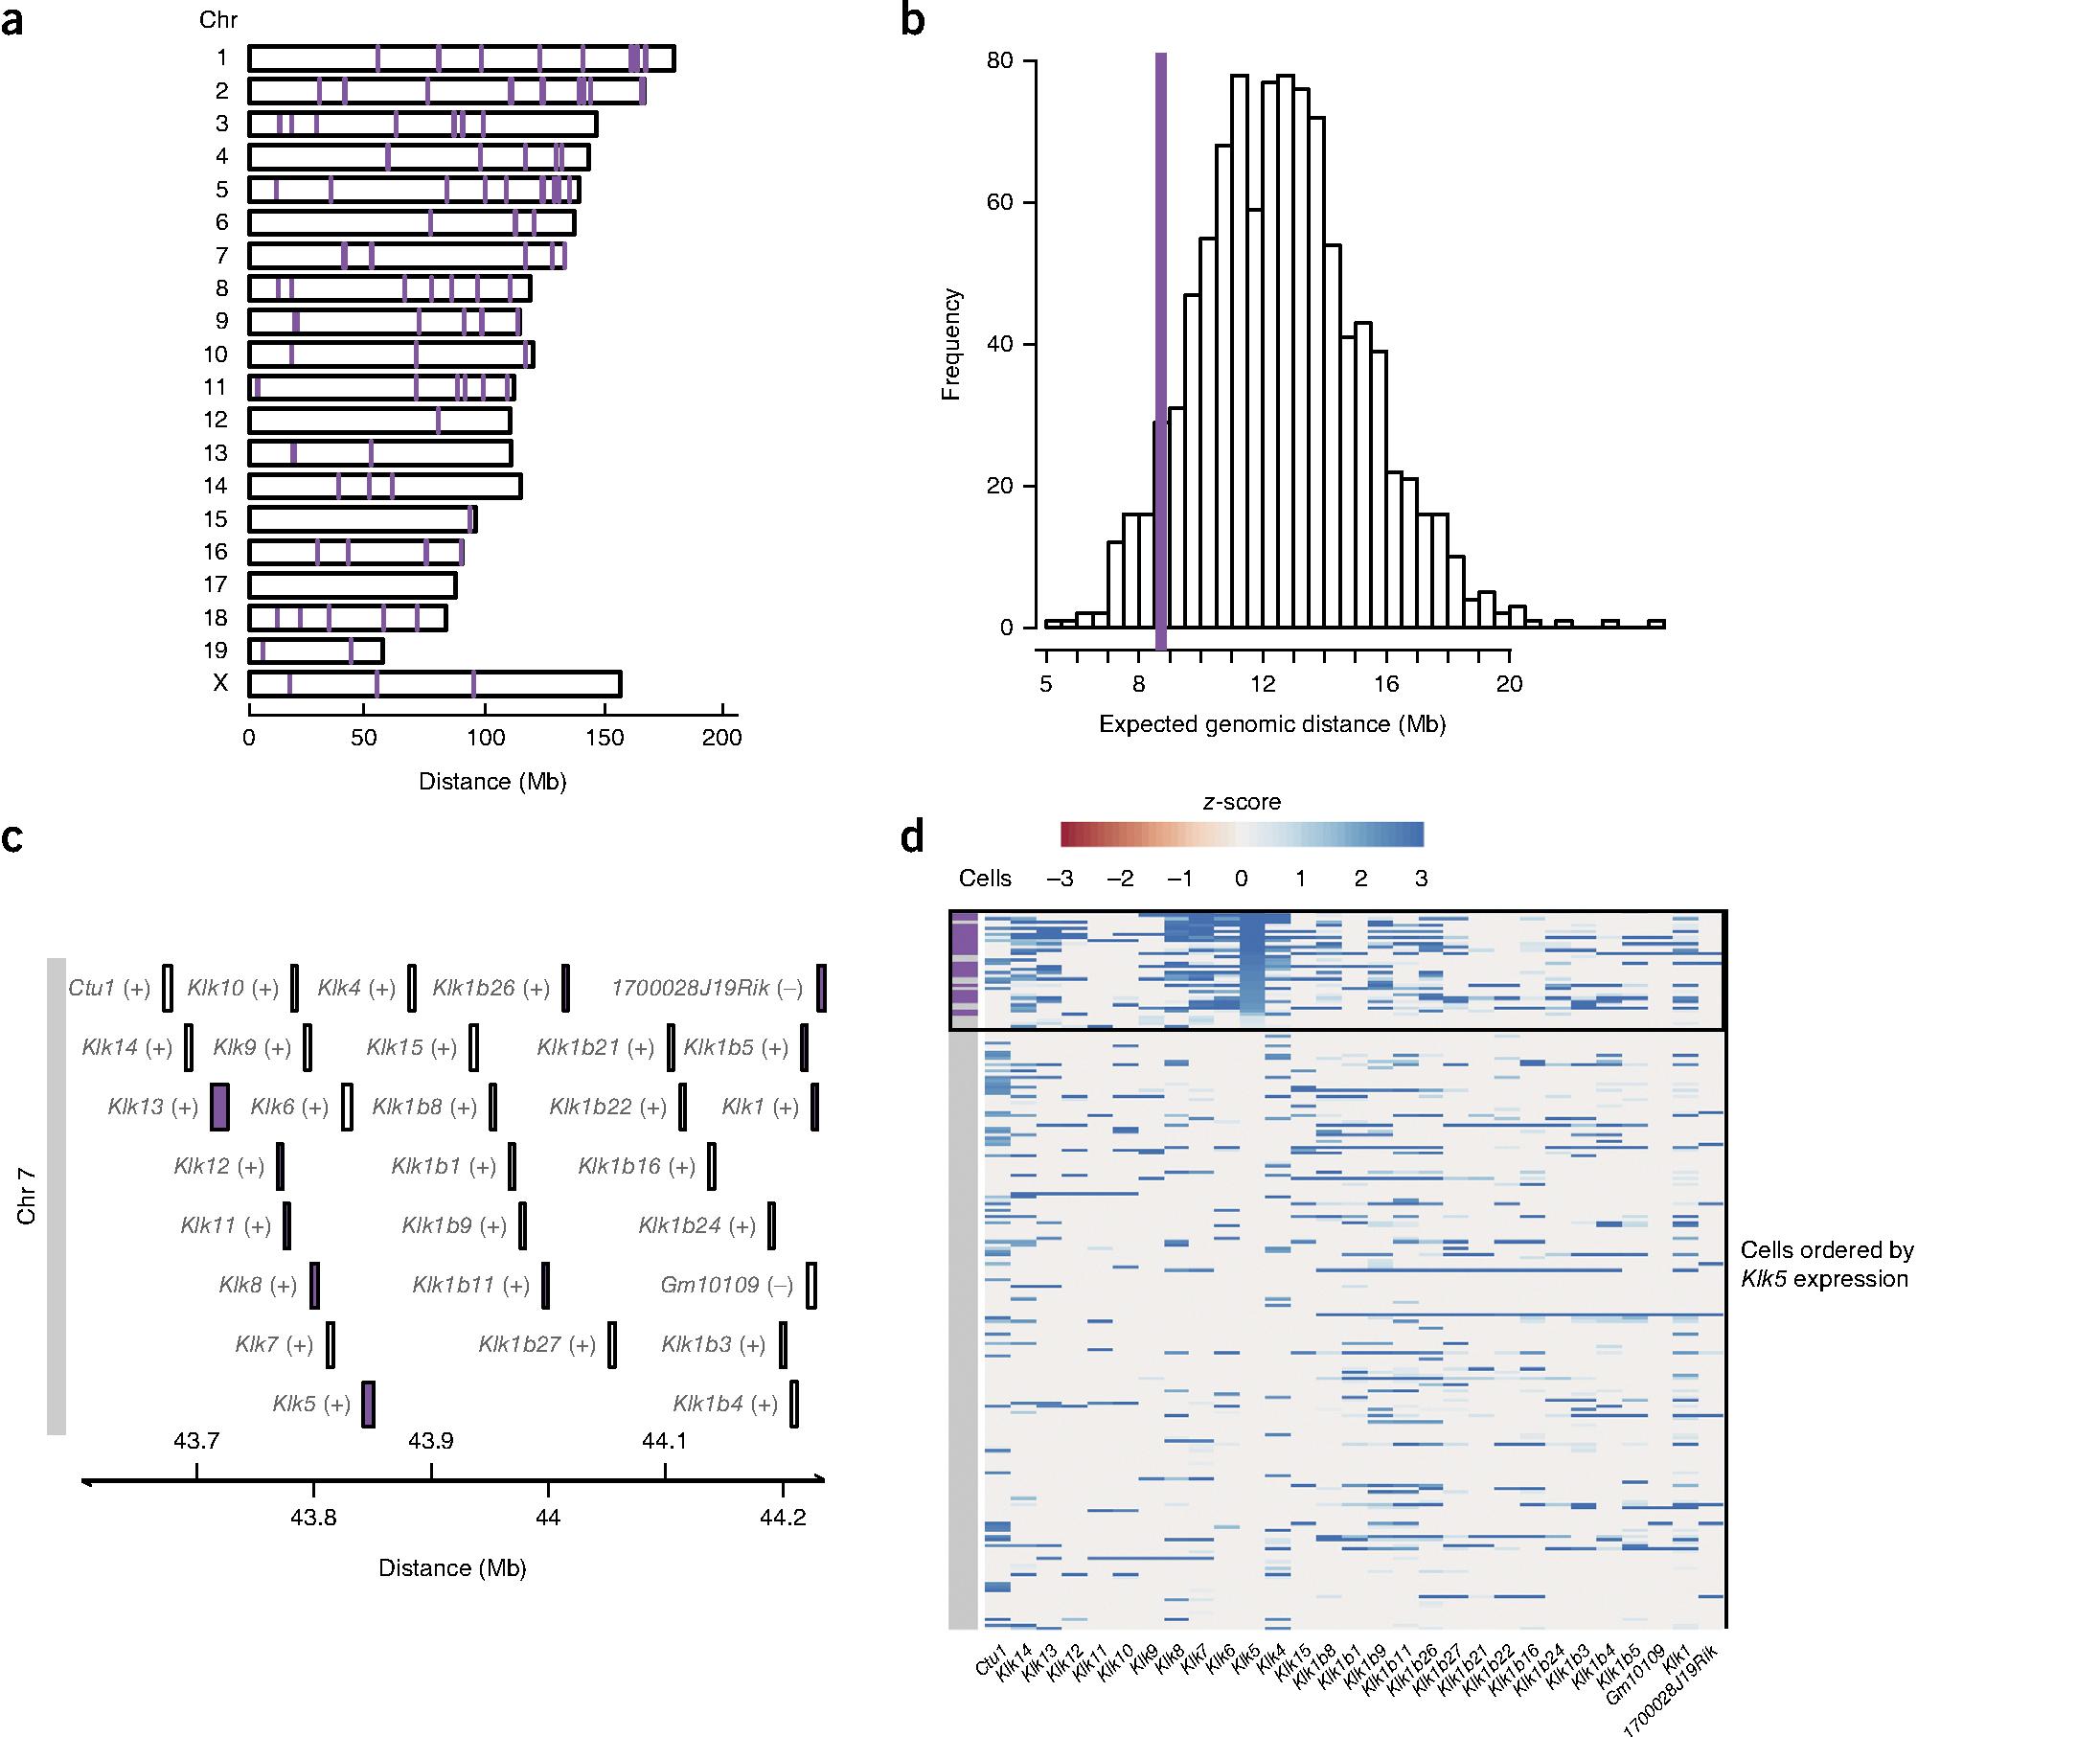 a
Chr
1
2
3
4
5
6
7
8
9
10
11
12
13
14
15
16
17
18
19
X
0 50 100 150 200
Distance (Mb)
b
80
60
40
20
0
Frequency
5 8 12 16 20
Expected genomic distance (Mb)
c
Chr 7
Ctu1 (+) Klk10 (+) Klk4 (+) Klk1b26 (+) 1700028J19Rik (–)
Klk14 (+) Klk9 (+) Klk15 (+) Klk1b21 (+) Klk1b5 (+)
Klk13 (+) Klk6 (+) Klk1b8 (+) Klk1b22 (+) Klk1 (+)
Klk12 (+) Klk1b1 (+) Klk1b16 (+)
Klk11 (+) Klk1b9 (+) Klk1b24 (+)
Klk8 (+) Klk1b11 (+) Gm10109 (–)
Klk7 (+) Klk1b27 (+) Klk1b3 (+)
Klk5 (+) Klk1b4 (+)
43.7 43.9 44.1
43.8 44 44.2
Distance (Mb)
d
z-score
Cells –3 –2 –1 0 1 2 3
Cells ordered by
Klk5 expression
Ctu1
Klk14
Klk13
Klk12
Klk11
Klk10
Klk9
Klk8
Klk7
Klk6
Klk5
Klk4
Klk15
Klk1b8
Klk1b1
Klk1b9
Klk1b11
Klk1b26
Klk1b27
Klk1b21
Klk1b22
Klk1b16
Klk1b24
Klk1b3
Klk1b4
Klk1b5
Gm10109
Klk1
1700028J19Rik